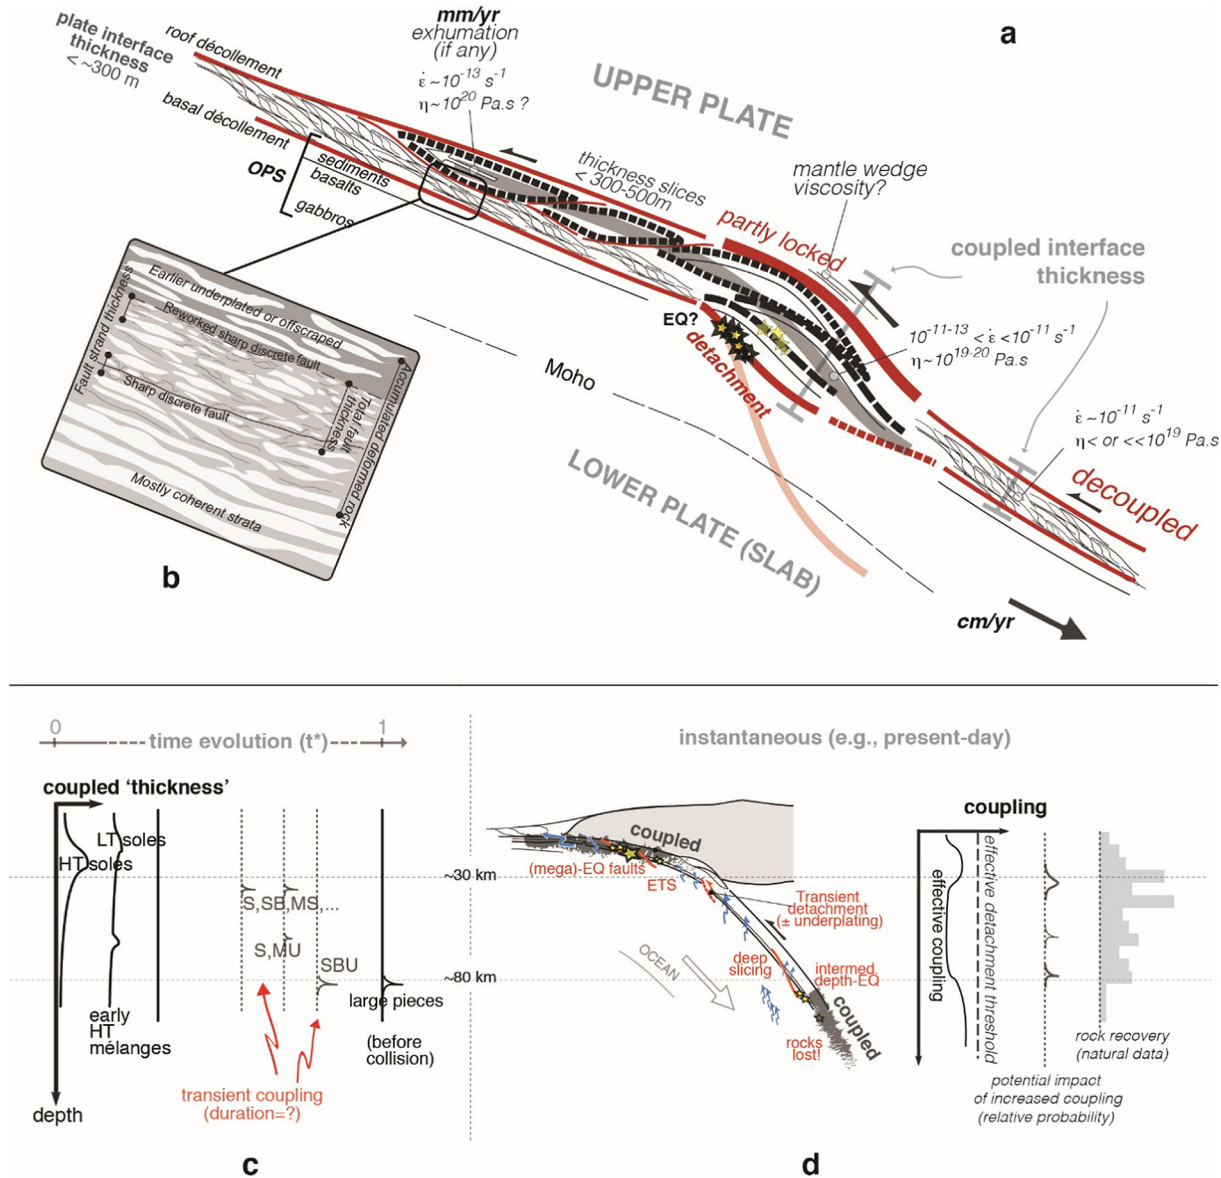 a
plate interface
thickness
< ~300 m
roof décollement
basal décollement
mm/yr
exhumation
(if any)
ε̇ ~10⁻¹³ s⁻¹
η~10²⁰ Pa.s ?
UPPER PLATE
OPS
sediments
basalts
gabbros
thickness slices
< 300-500m
mantle wedge
viscosity?
partly locked
coupled interface
thickness
EQ?
detachment
10⁻¹¹⁻¹³ < ε̇ <10⁻¹¹ s⁻¹
η~10¹⁹⁻²⁰ Pa.s
ε̇ ~10⁻¹¹ s⁻¹
η< or <<10¹⁹ Pa.s
decoupled
Moho
LOWER PLATE (SLAB)
cm/yr
Earlier underplated or offscraped
Reworked sharp discrete fault
Sharp discrete fault
Mostly coherent strata
Fault strand thickness
Total fault
thickness
Accumulated deformed rock
b
0
1
time evolution (t*)
coupled 'thickness'
LT soles
HT soles
S,SB,MS,...
S,MU
SBU
large pieces
early
HT
mélanges
(before
collision)
transient coupling
(duration=?)
depth
c
instantaneous (e.g., present-day)
~30 km
~80 km
coupled
(mega)-EQ faults
ETS
Transient
detachment
(± underplating)
OCEAN
deep
slicing
intermed.
depth-EQ
coupled
rocks
lost!
coupling
effective coupling
effective detachment threshold
rock recovery
(natural data)
potential impact
of increased coupling
(relative probability)
d